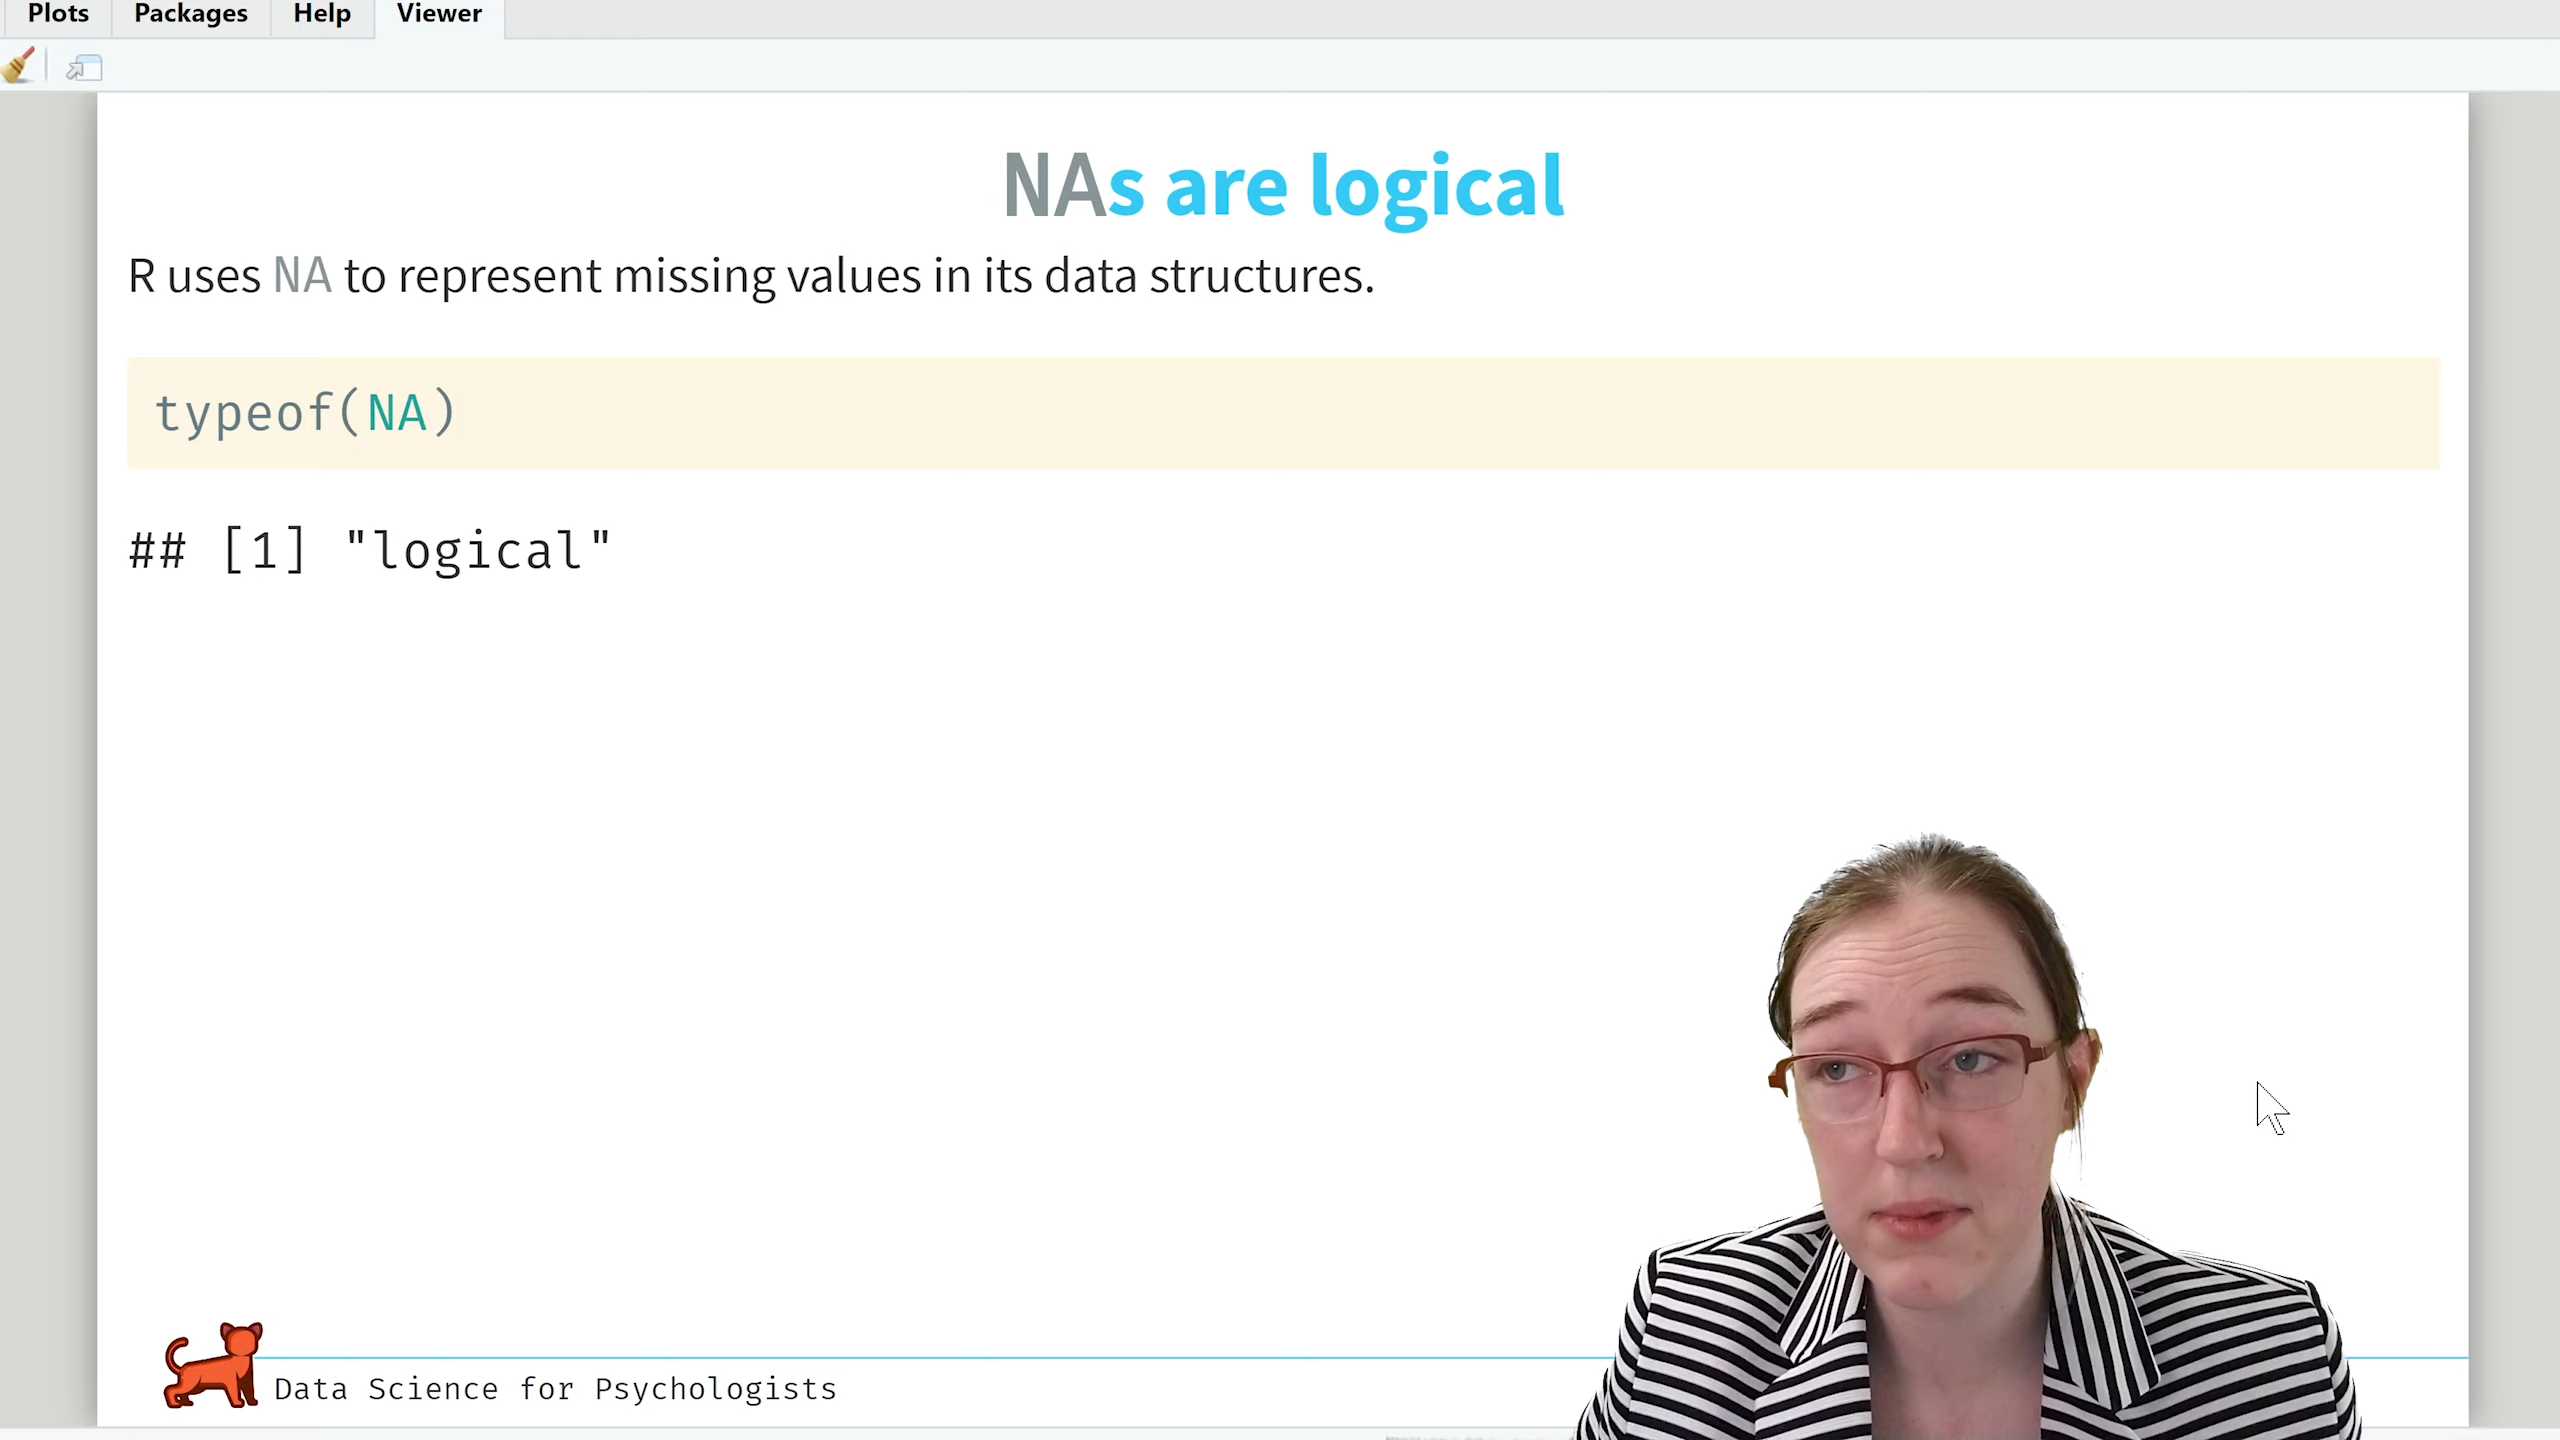 Plots Packages Help Viewer
NAs are logical
R uses NA to represent missing values in its data structures.
typeof(NA)
## [1] "logical"
Data Science for Psychologists